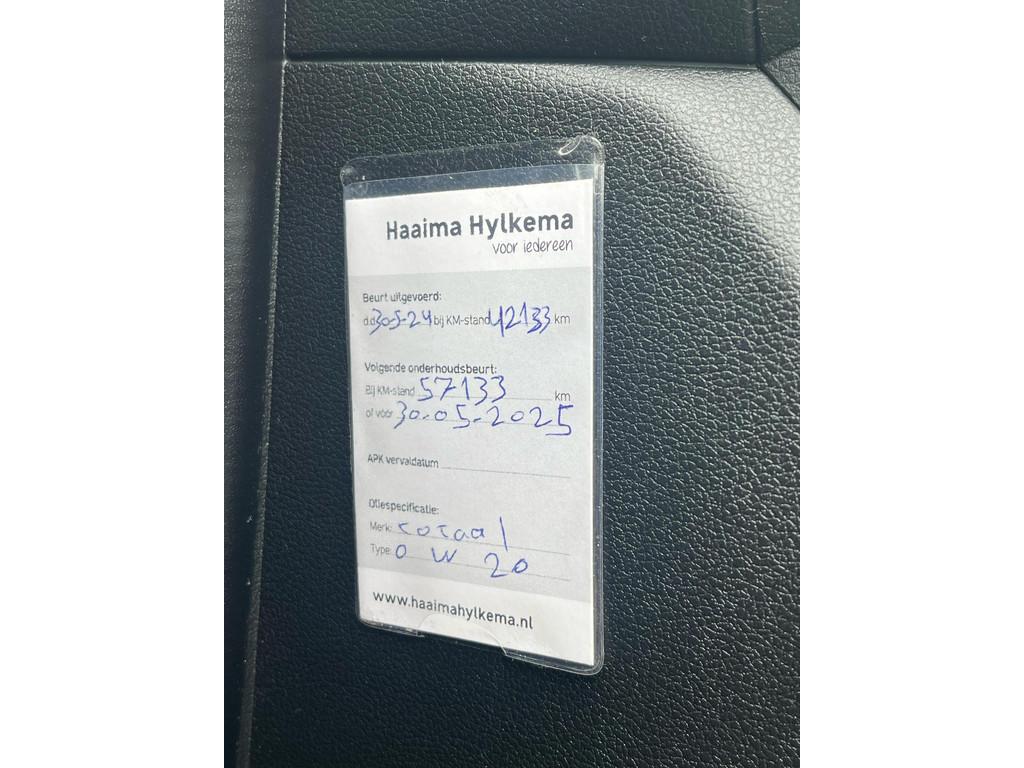 Haaima Hylkema
voor iedereen
Beurt uitgevoerd:
d.d 30-5-24 bij KM-stand 42133 km
Volgende onderhoudsbeurt:
Bij KM-stand 57133 km
of vóór 30-05-2025
APK vervaldatum
Oliespecificatie:
Merk: totaal
Type: 0 W 20
www.haaimahylkema.nl